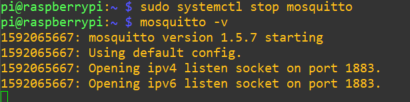 pi@raspberrypi:~ $ sudo systemctl stop mosquitto
pi@raspberrypi:~ $ mosquitto -v
1592065667: mosquitto version 1.5.7 starting
1592065667: Using default config.
1592065667: Opening ipv4 listen socket on port 1883.
1592065667: Opening ipv6 listen socket on port 1883.